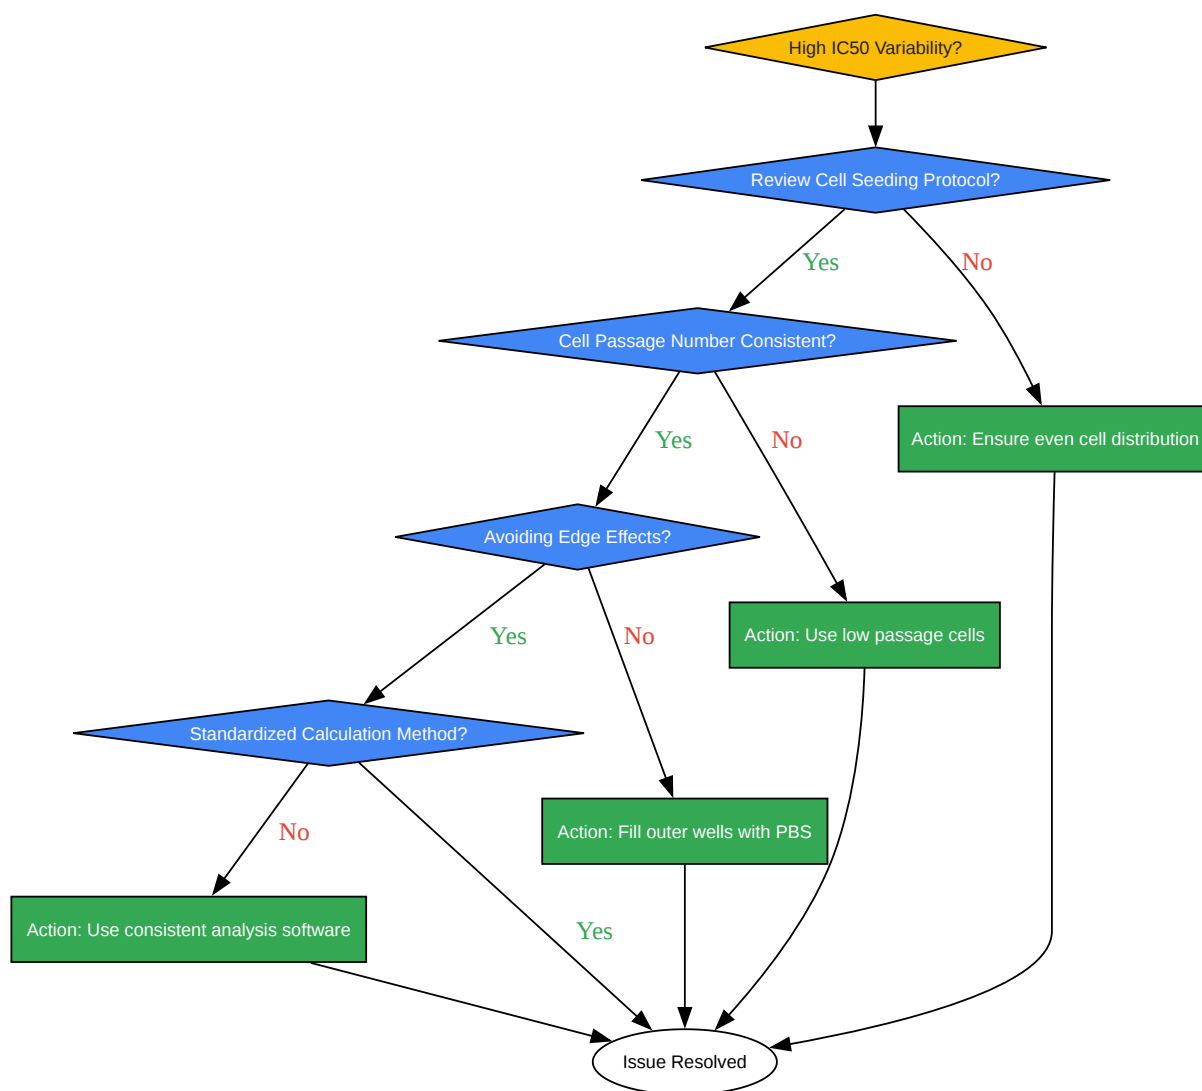 High IC50 Variability?
Review Cell Seeding Protocol?
Yes
No
Cell Passage Number Consistent?
Yes
No
Action: Ensure even cell distribution
Avoiding Edge Effects?
Yes
No
Action: Use low passage cells
Standardized Calculation Method?
No
Action: Fill outer wells with PBS
Action: Use consistent analysis software
Yes
Issue Resolved